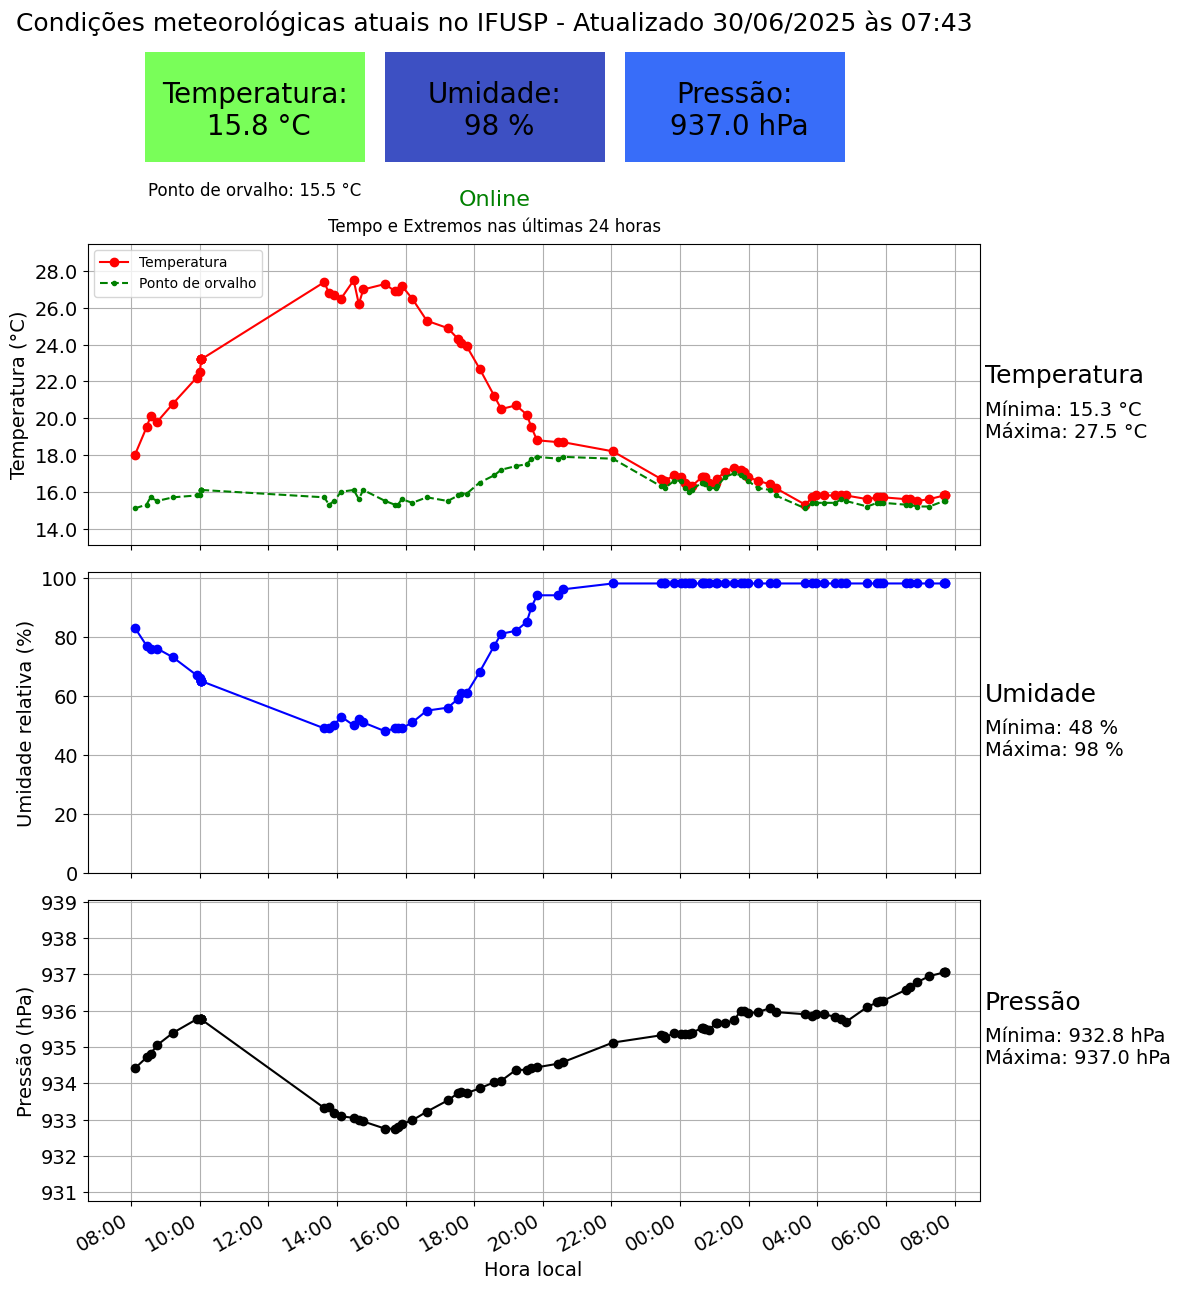 Condições meteorológicas atuais no IFUSP - Atualizado 30/06/2025 às 07:43
Temperatura:
15.8 °C
Umidade:
98 %
Pressão:
937.0 hPa
Ponto de orvalho: 15.5 °C
Online
Tempo e Extremos nas últimas 24 horas
Temperatura (°C)
28.0
26.0
24.0
22.0
20.0
18.0
16.0
14.0
Temperatura
Ponto de orvalho
Temperatura
Mínima: 15.3 °C
Máxima: 27.5 °C
Umidade relativa (%)
100
80
60
40
20
0
Umidade
Mínima: 48 %
Máxima: 98 %
Pressão (hPa)
939
938
937
936
935
934
933
932
931
Pressão
Mínima: 932.8 hPa
Máxima: 937.0 hPa
08:00
10:00
12:00
14:00
16:00
18:00
20:00
22:00
00:00
02:00
04:00
06:00
08:00
Hora local